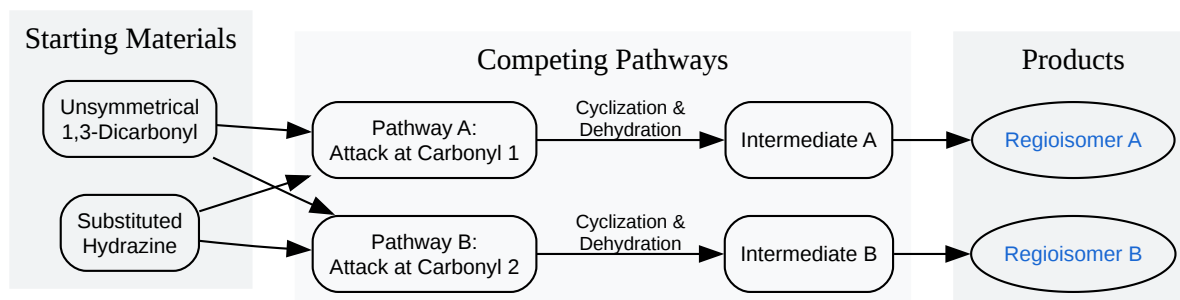 Starting Materials
Unsymmetrical
1,3-Dicarbonyl
Substituted
Hydrazine
Competing Pathways
Pathway A:
Attack at Carbonyl 1
Cyclization &
Dehydration
Intermediate A
Pathway B:
Attack at Carbonyl 2
Cyclization &
Dehydration
Intermediate B
Products
Regioisomer A
Regioisomer B